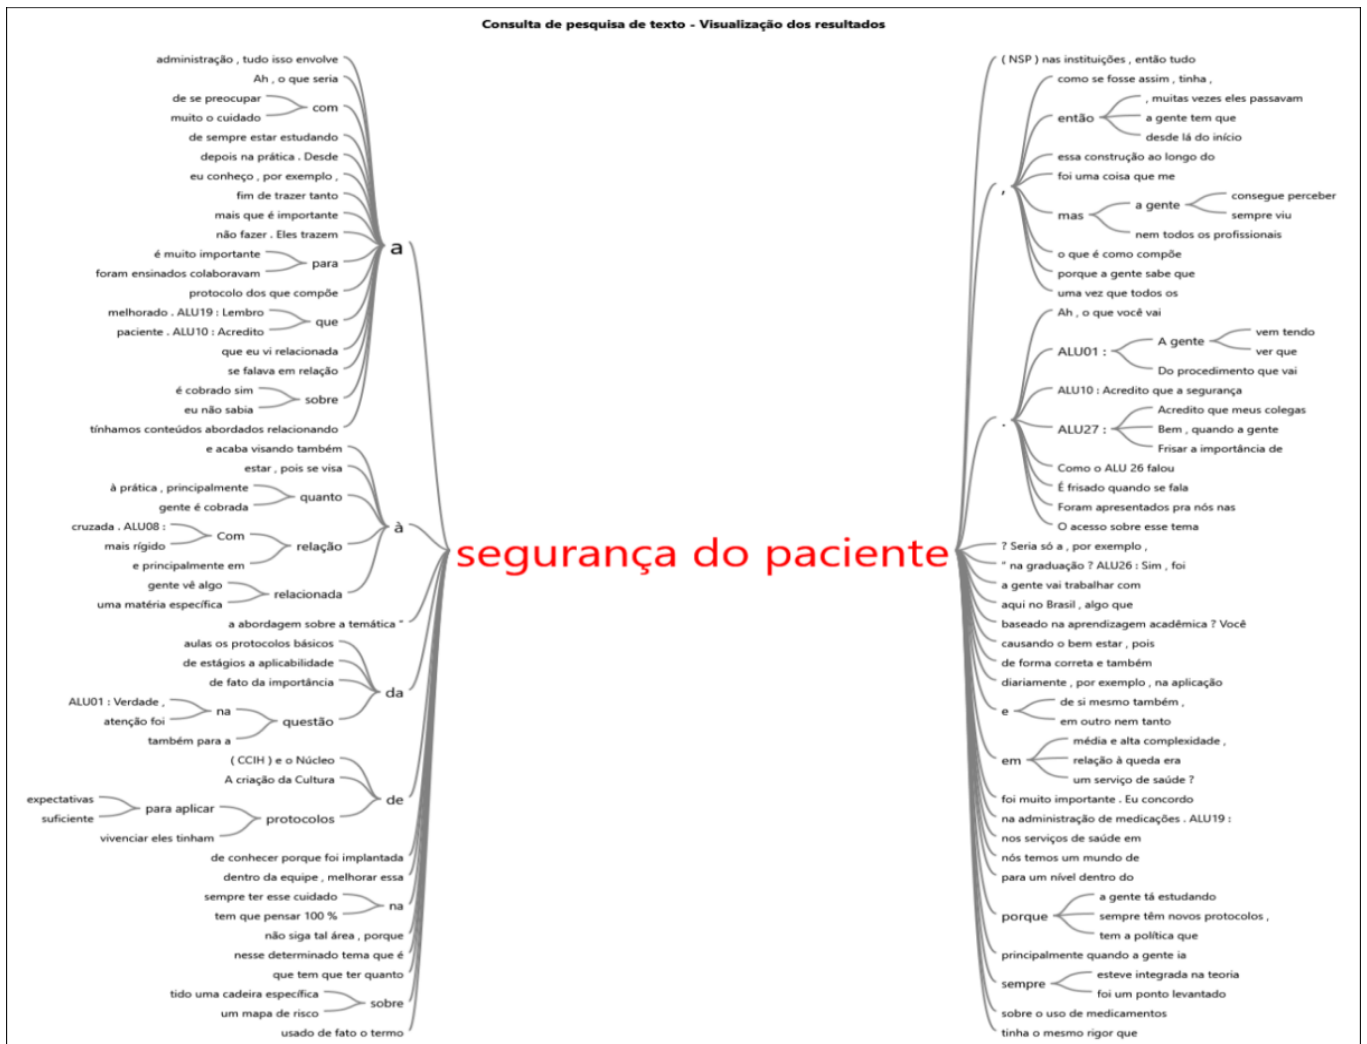 Consulta de pesquisa de texto - Visualização dos resultados
administração , tudo isso envolve
Ah , o que seria
de se preocupar
muito o cuidado
com
de sempre estar estudando
depois na prática . Desde
eu conheço , por exemplo ,
fim de trazer tanto
mais que é importante
não fazer . Eles trazem
a
é muito importante
foram ensinados colaboravam
para
protocolo dos que compõe
melhorado . ALU19 : Lembro
paciente . ALU10 : Acredito
que
que eu vi relacionada
se falava em relação
é cobrado sim
eu não sabia
sobre
tínhamos conteúdos abordados relacionando
e acaba visando também
estar , pois se visa
à prática , principalmente
gente é cobrada
quanto
à
cruzada . ALU08 :
mais rígido
Com
e principalmente em
relação
gente vê algo
uma matéria específica
relacionada
a abordagem sobre a temática "
aulas os protocolos básicos
de estágios a aplicabilidade
de fato da importância
da
ALU01 : Verdade ,
atenção foi
na
também para a
questão
( CCIH ) e o Núcleo
A criação da Cultura
de
expectativas
suficiente
para aplicar
vivenciar eles tinham
protocolos
de conhecer porque foi implantada
dentro da equipe , melhorar essa
sempre ter esse cuidado
tem que pensar 100 %
na
não siga tal área , porque
nesse determinado tema que é
que tem que ter quanto
tido uma cadeira específica
um mapa de risco
sobre
usado de fato o termo
segurança do paciente
( NSP ) nas instituições , então tudo
,
como se fosse assim , tinha ,
então
, muitas vezes eles passavam
a gente tem que
desde lá do início
essa construção ao longo do
foi uma coisa que me
mas
a gente
consegue perceber
sempre viu
nem todos os profissionais
o que é como compõe
porque a gente sabe que
uma vez que todos os
.
Ah , o que você vai
ALU01 :
A gente
vem tendo
ver que
Do procedimento que vai
ALU10 : Acredito que a segurança
ALU27 :
Acredito que meus colegas
Bem , quando a gente
Frisar a importância de
Como o ALU 26 falou
É frisado quando se fala
Foram apresentados pra nós nas
O acesso sobre esse tema
? Seria só a , por exemplo ,
" na graduação ? ALU26 : Sim , foi
a gente vai trabalhar com
aqui no Brasil , algo que
baseado na aprendizagem acadêmica ? Você
causando o bem estar , pois
de forma correta e também
diariamente , por exemplo , na aplicação
e
de si mesmo também ,
em outro nem tanto
em
média e alta complexidade ,
relação à queda era
um serviço de saúde ?
foi muito importante . Eu concordo
na administração de medicações . ALU19 :
nos serviços de saúde em
nós temos um mundo de
para um nível dentro do
porque
a gente tá estudando
sempre têm novos protocolos ,
tem a política que
principalmente quando a gente ia
sempre
esteve integrada na teoria
foi um ponto levantado
sobre o uso de medicamentos
tinha o mesmo rigor que